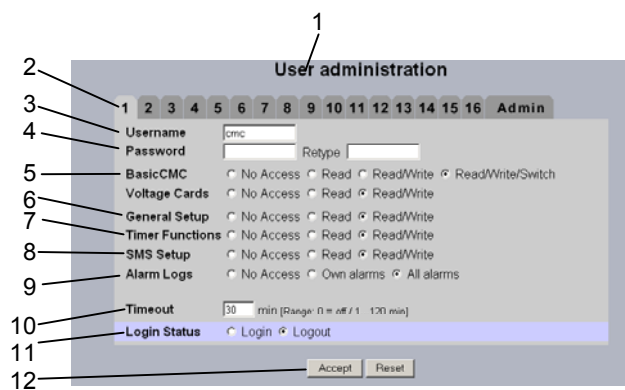 1
User administration
2
1 2 3 4 5 6 7 8 9 10 11 12 13 14 15 16 Admin
3
Username cmc
4
Password Retype
5
BasicCMC No Access Read Read/Write Read/Write/Switch
Voltage Cards No Access Read Read/Write
6
General Setup No Access Read Read/Write
7
Timer Functions No Access Read Read/Write
8
SMS Setup No Access Read Read/Write
9
Alarm Logs No Access Own alarms All alarms
10
Timeout 30 min [Range: 0 = off / 1 .. 120 min]
11
Login Status Login Logout
12
Accept Reset